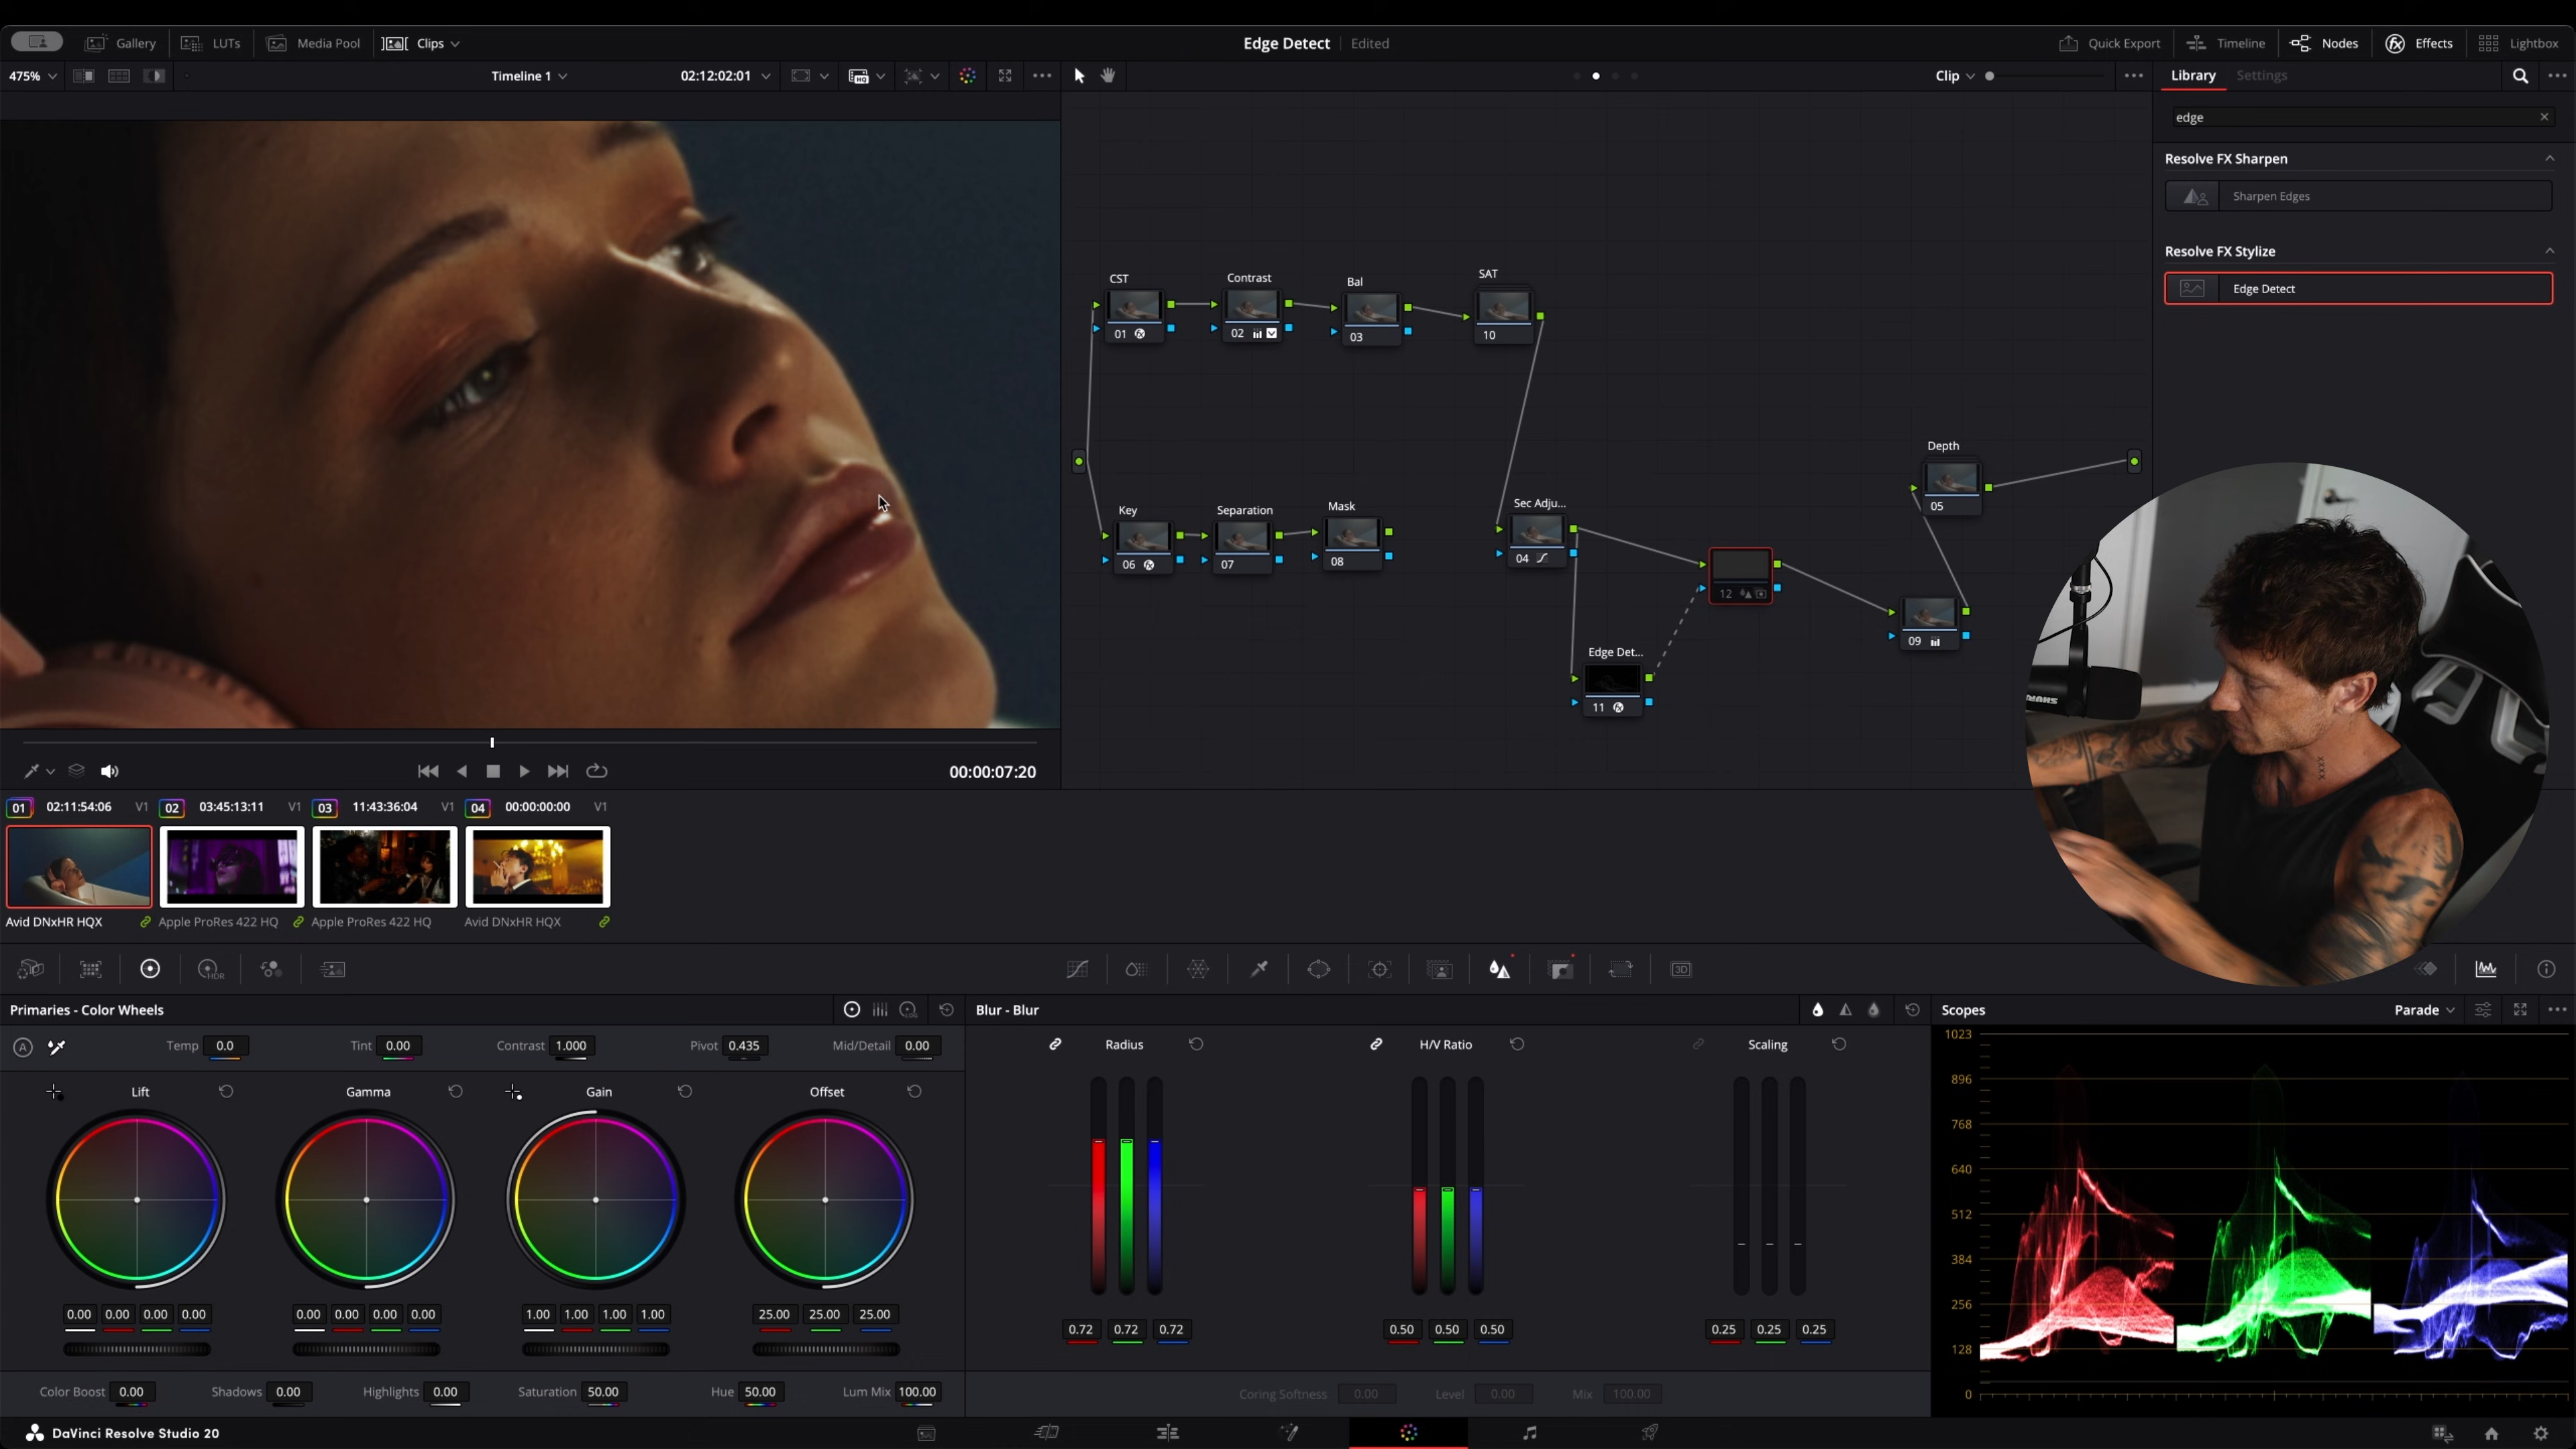 Gallery LUTs Media Pool Clips Edge Detect Edited Quick Export Timeline Nodes Effects Lightbox
475% Timeline 1 02:12:02:01 HQ Clip Library Settings
edge
Resolve FX Sharpen
Sharpen Edges
Resolve FX Stylize
Edge Detect
CST Contrast Bal SAT
01 02 03 10
Depth
05
Key Separation Mask Sec Adju...
06 07 08 04
12
09
Edge Det...
11
00:00:07:20
01 02:11:54:06 V1 02 03:45:13:11 V1 03 11:43:36:04 V1 04 00:00:00:00 V1
Avid DNxHR HQX Apple ProRes 422 HQ Apple ProRes 422 HQ Avid DNxHR HQX
HDR 3D
Primaries - Color Wheels Blur - Blur Scopes Parade
A Temp 0.0 Tint 0.00 Contrast 1.000 Pivot 0.435 Mid/Detail 0.00 Radius H/V Ratio Scaling
Lift Gamma Gain Offset
1023
896
768
640
512
384
256
128
0
0.00 0.00 0.00 0.00 0.00 0.00 0.00 0.00 1.00 1.00 1.00 1.00 25.00 25.00 25.00
0.72 0.72 0.72 0.50 0.50 0.50 0.25 0.25 0.25
Color Boost 0.00 Shadows 0.00 Highlights 0.00 Saturation 50.00 Hue 50.00 Lum Mix 100.00
Coring Softness 0.00 Level 0.00 Mix 100.00
DaVinci Resolve Studio 20